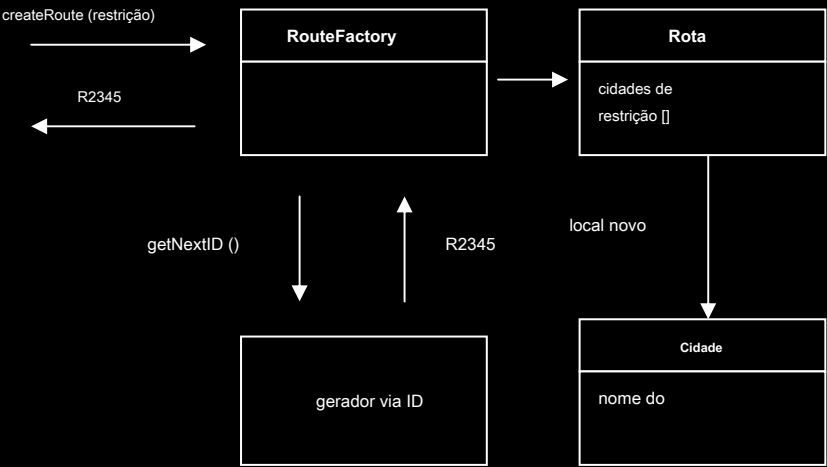 createRoute (restrição)
RouteFactory
Rota
R2345
cidades de
restrição []
getNextID ()
R2345
local novo
Cidade
gerador via ID
nome do